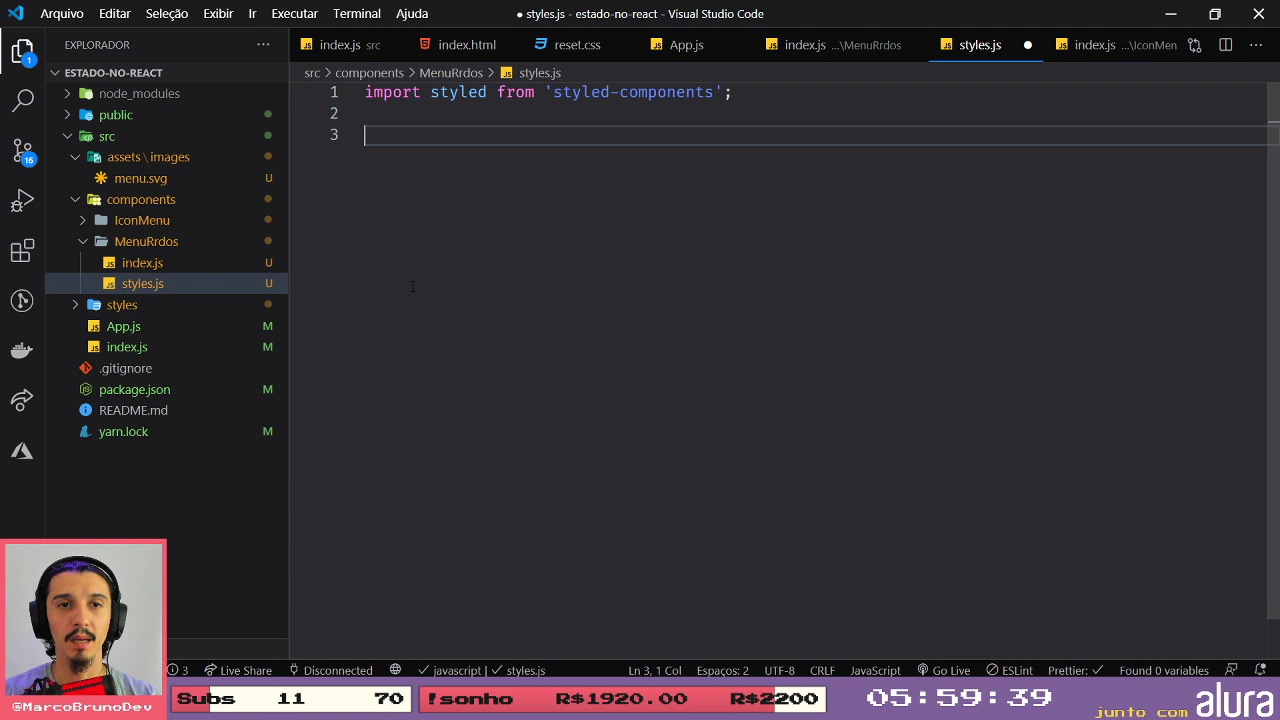 Arquivo Editar Seleção Exibir Ir Executar Terminal Ajuda
● styles.js - estado-no-react - Visual Studio Code
EXPLORADOR
index.js src
index.html
reset.css
App.js
index.js ...\MenuRrdos
styles.js
index.js ...\IconMen
ESTADO-NO-REACT
src > components > MenuRrdos > styles.js
node_modules
public
src
assets \ images
menu.svg U
components
IconMenu
MenuRrdos
index.js U
styles.js U
styles
App.js M
index.js M
.gitignore
package.json M
README.md
yarn.lock M
1
16
1 import styled from 'styled-components';
2
3
3 Live Share Disconnected javascript | styles.js Ln 3, 1 Col Espaços: 2 UTF-8 CRLF JavaScript Go Live ESLint Prettier: Found 0 variables
@MarcoBrunoDev
Subs 11 70
!sonho R$1920.00 R$2200
05:59:39
junto com alura